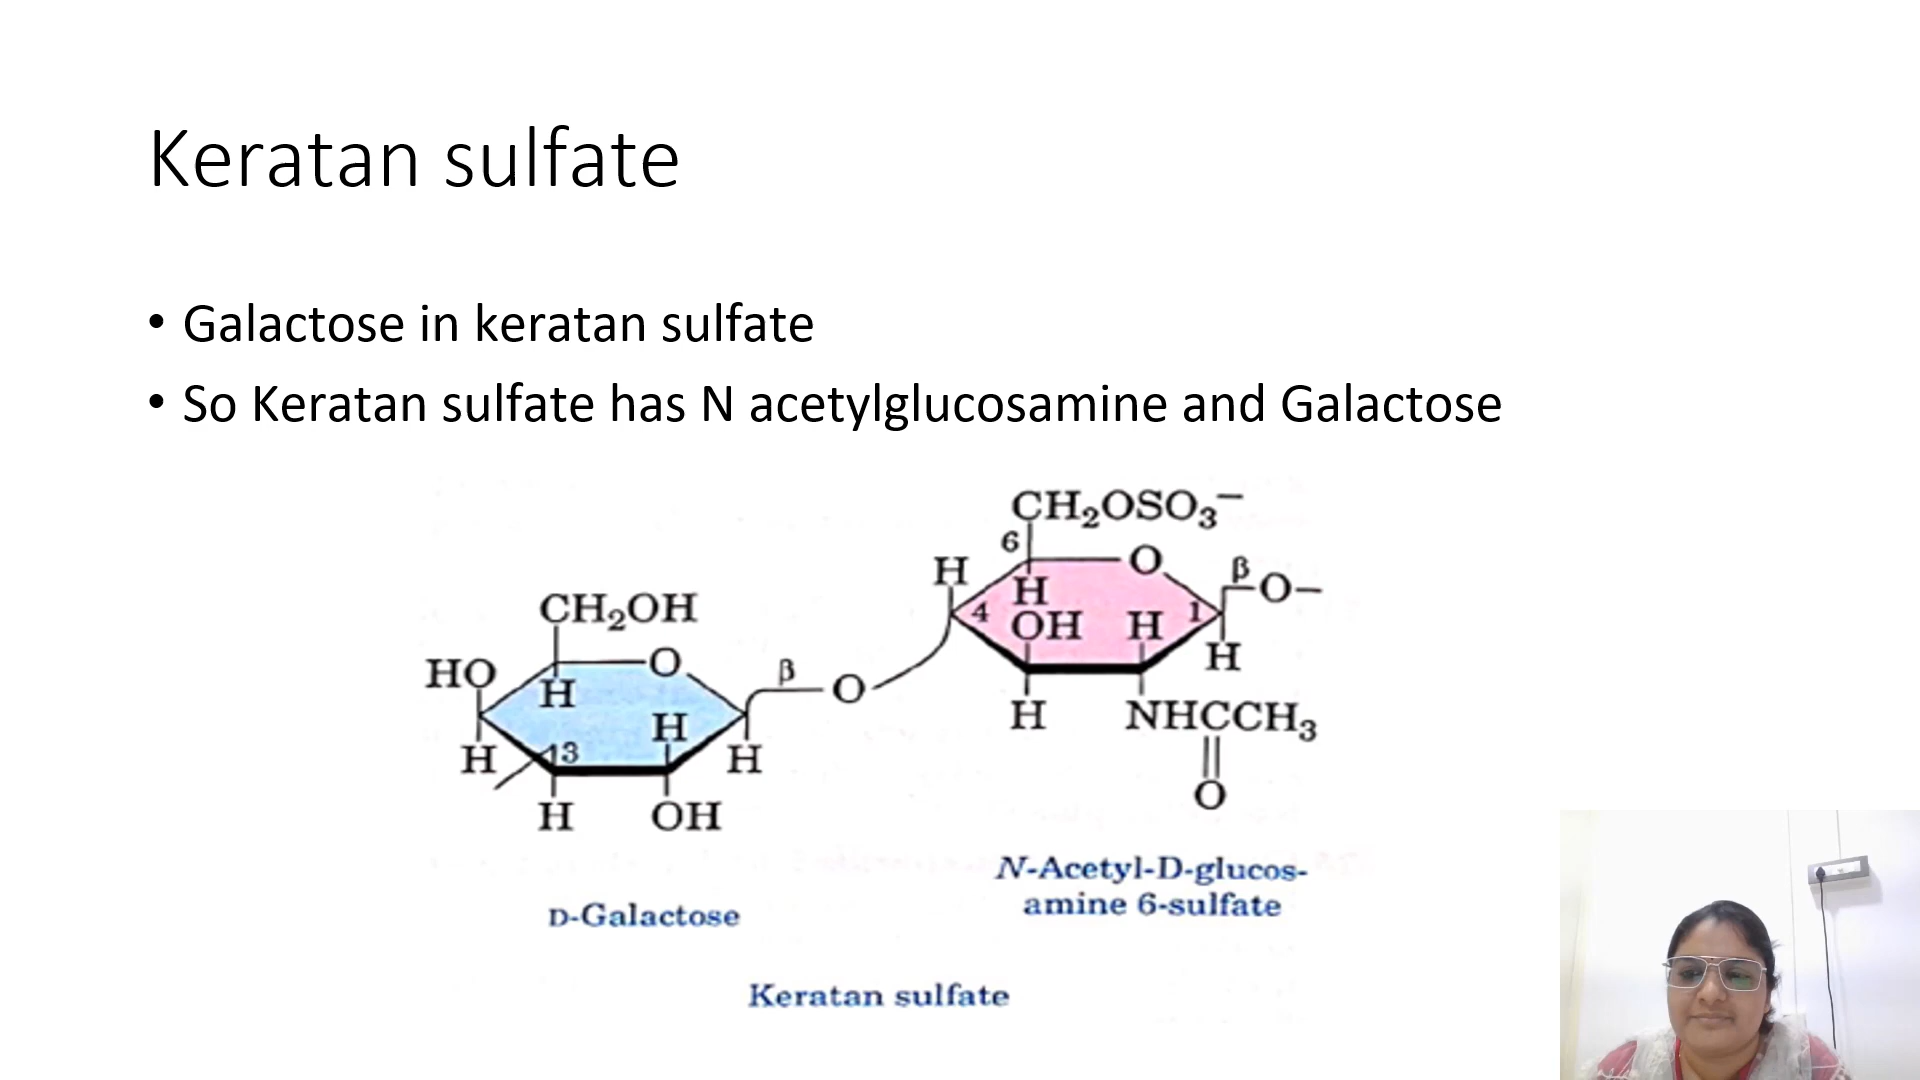 Keratan sulfate
• Galactose in keratan sulfate
• So Keratan sulfate has N acetylglucosamine and Galactose
CH₂OSO₃⁻
6
O
β
O
H
H
4
OH
H
1
H
CH₂OH
HO
O
β
O
H
H
H
NHCCH₃
H
3
H
O
H
OH
N-Acetyl-D-glucos-
amine 6-sulfate
D-Galactose
Keratan sulfate